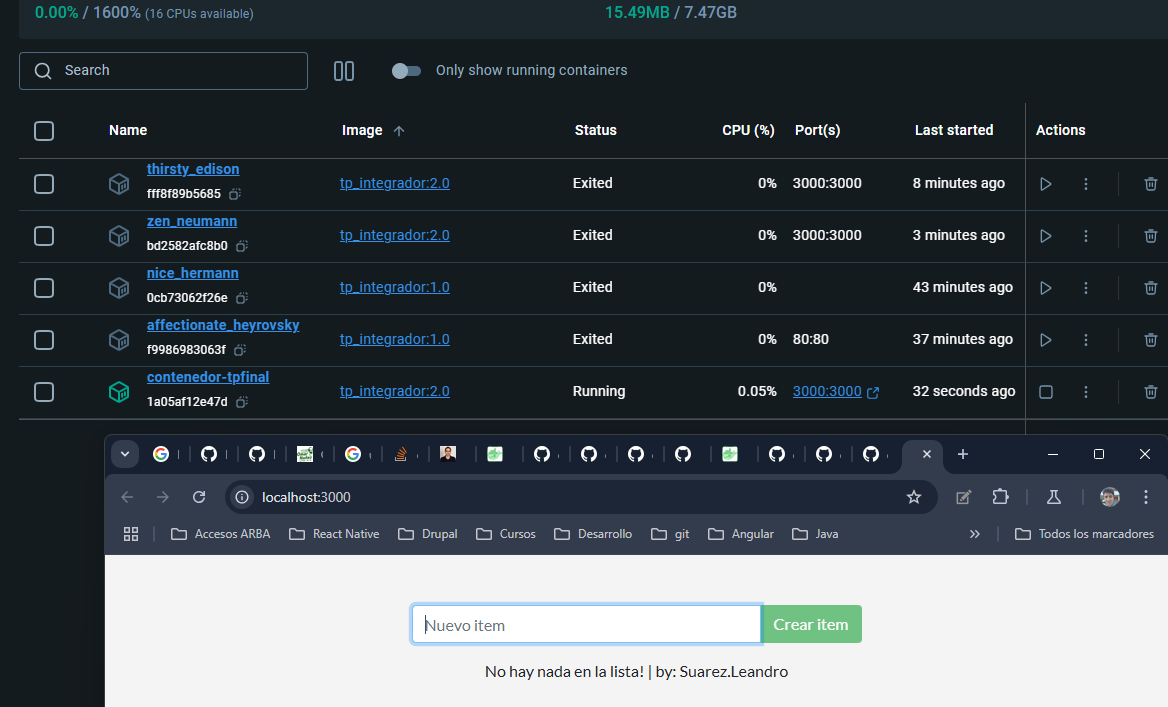 0.00% / 1600% (16 CPUs available) 15.49MB / 7.47GB
Search Only show running containers
Name Image Status CPU (%) Port(s) Last started Actions
thirsty_edison
fff8f89b5685
tp_integrador:2.0 Exited 0% 3000:3000 8 minutes ago
zen_neumann
bd2582afc8b0
tp_integrador:2.0 Exited 0% 3000:3000 3 minutes ago
nice_hermann
0cb73062f26e
tp_integrador:1.0 Exited 0% 43 minutes ago
affectionate_heyrovsky
f9986983063f
tp_integrador:1.0 Exited 0% 80:80 37 minutes ago
contenedor-tpfinal
1a05af12e47d
tp_integrador:2.0 Running 0.05% 3000:3000 32 seconds ago
localhost:3000
Accesos ARBA React Native Drupal Cursos Desarrollo git Angular Java » Todos los marcadores
Nuevo item Crear item
No hay nada en la lista! | by: Suarez.Leandro